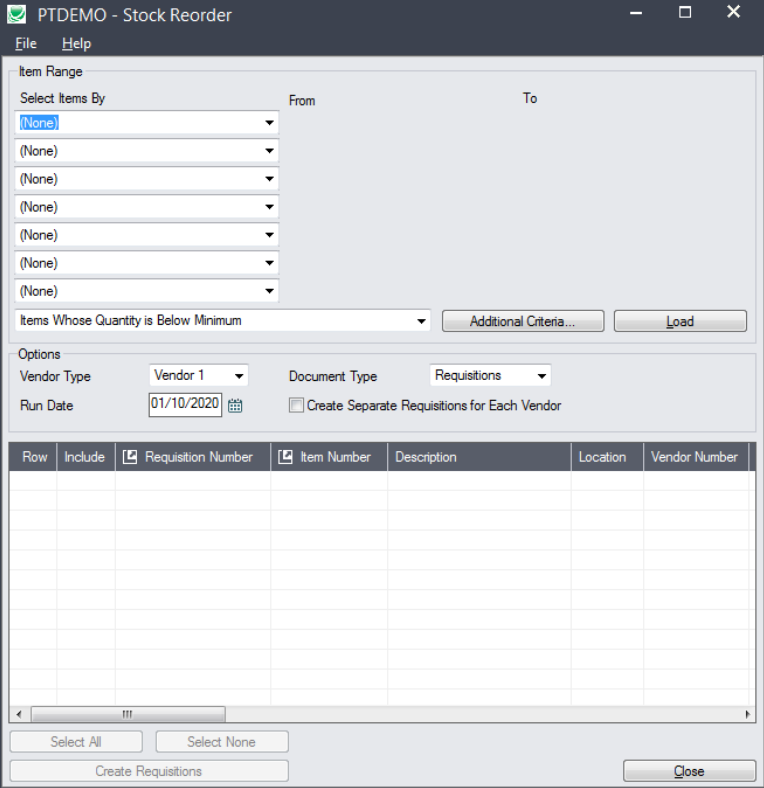 PTDEMO - Stock Reorder
File Help
Item Range
Select Items By From To
(None)
(None)
(None)
(None)
(None)
(None)
(None)
Items Whose Quantity is Below Minimum Additional Criteria... Load
Options
Vendor Type Vendor 1 Document Type Requisitions
Run Date 01/10/2020 Create Separate Requisitions for Each Vendor
Row Include Requisition Number Item Number Description Location Vendor Number
Select All Select None
Create Requisitions Close